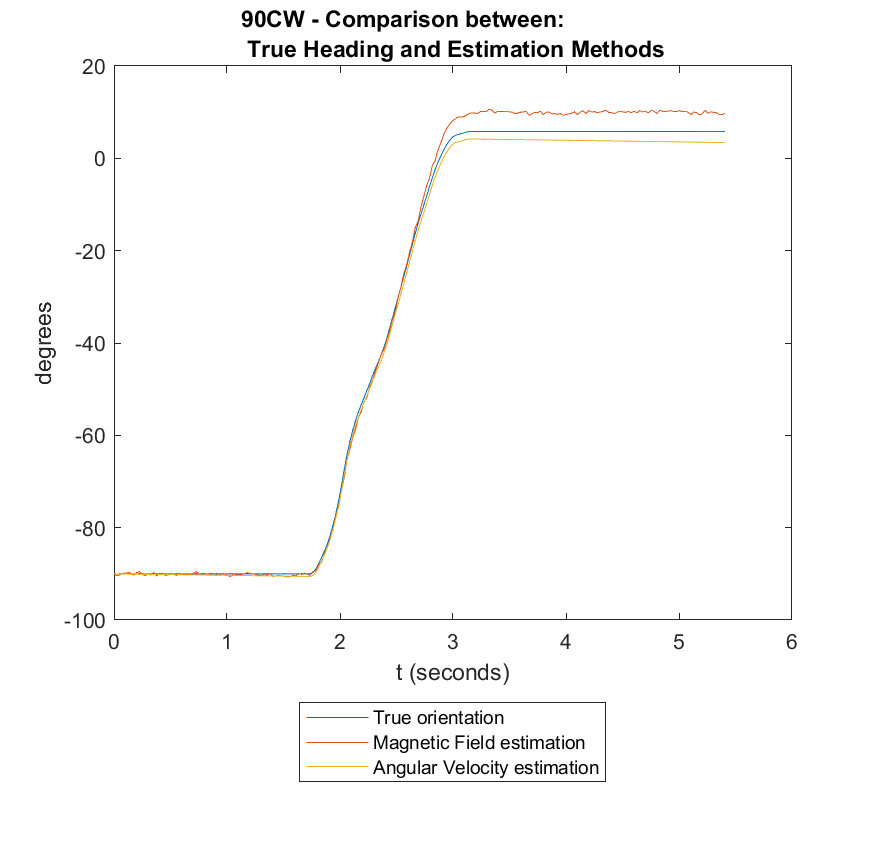 90CW - Comparison between:
True Heading and Estimation Methods
20
0
-20
-40
-60
-80
-100
degrees
0 1 2 3 4 5 6
t (seconds)
True orientation
Magnetic Field estimation
Angular Velocity estimation